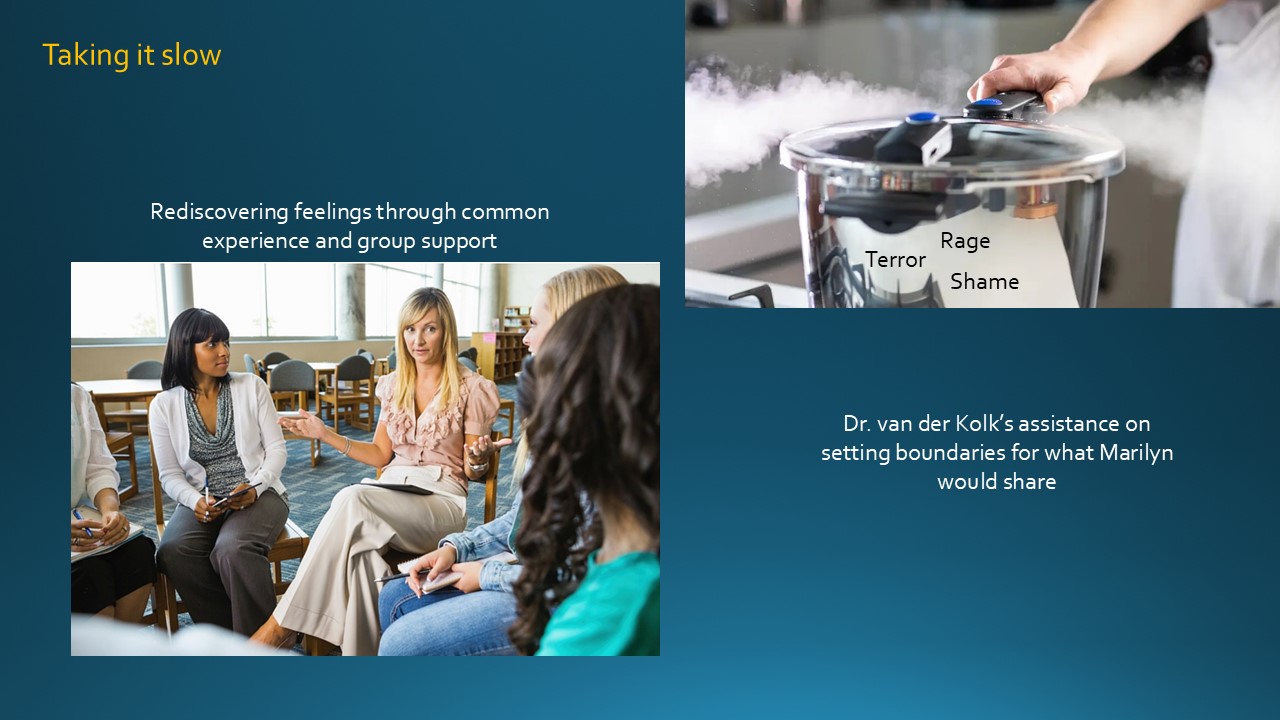 Taking it slow
Rediscovering feelings through common
experience and group support
Rage
Terror
Shame
Dr. van der Kolk’s assistance on
setting boundaries for what Marilyn
would share